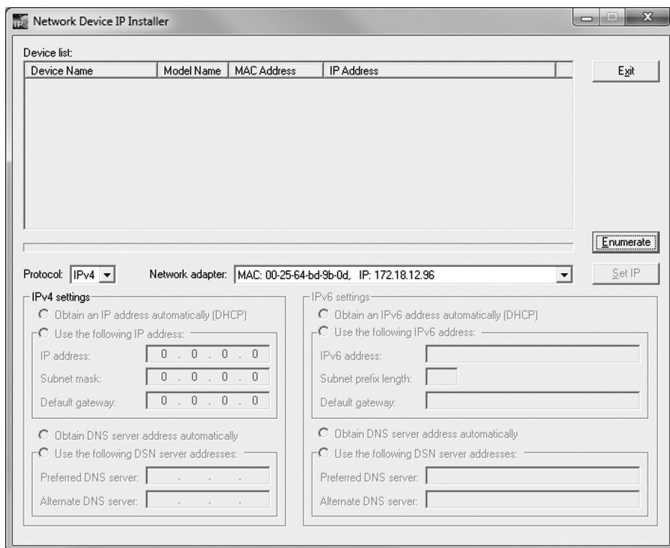 Network Device IP Installer
Device list:
Device Name Model Name MAC Address IP Address
Exit
Enumerate
Protocol: IPv4 Network adapter: MAC: 00-25-64-bd-9b-0d, IP: 172.18.12.96
Set IP
IPv4 settings
Obtain an IP address automatically (DHCP)
Use the following IP address:
IP address: 0 . 0 . 0 . 0
Subnet mask: 0 . 0 . 0 . 0
Default gateway: 0 . 0 . 0 . 0
Obtain DNS server address automatically
Use the following DSN server addresses:
Preferred DNS server: . . .
Alternate DNS server: . . .
IPv6 settings
Obtain an IPv6 address automatically (DHCP)
Use the following IPv6 address:
IPv6 address:
Subnet prefix length:
Default gateway:
Obtain DNS server address automatically
Use the following DSN server addresses:
Preferred DNS server:
Alternate DNS server: